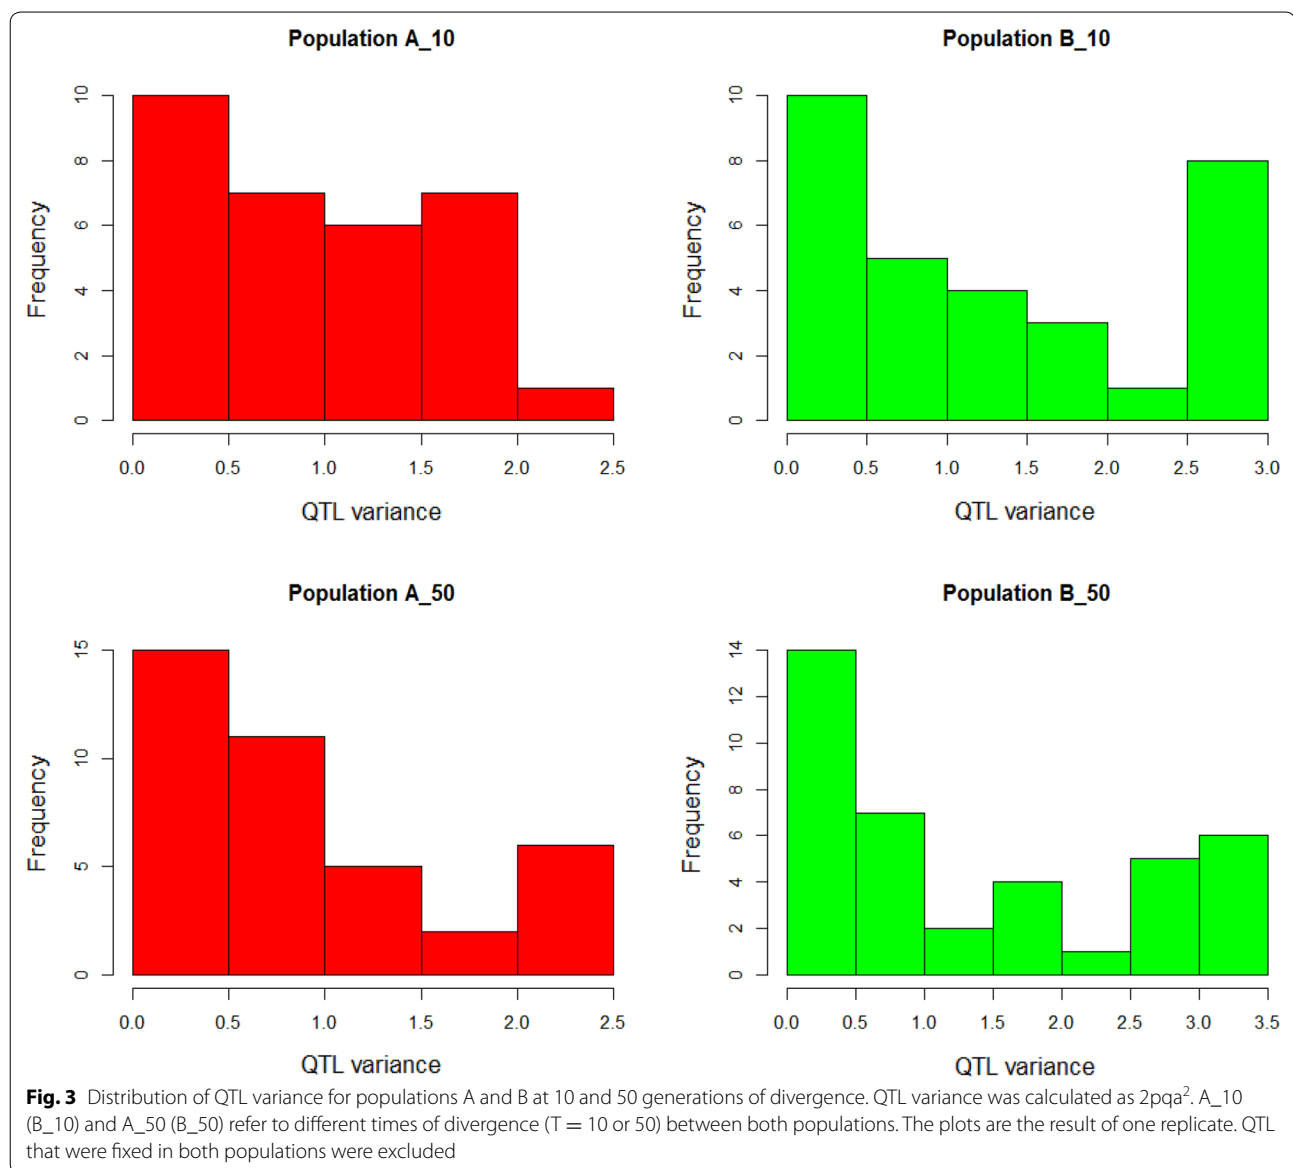 Population A_10
10
8
6
4
2
0
Frequency
0.0 0.5 1.0 1.5 2.0 2.5
QTL variance
Population B_10
10
8
6
4
2
0
Frequency
0.0 0.5 1.0 1.5 2.0 2.5 3.0
QTL variance
Population A_50
15
10
5
0
Frequency
0.0 0.5 1.0 1.5 2.0 2.5
QTL variance
Population B_50
14
12
10
8
6
4
2
0
Frequency
0.0 0.5 1.0 1.5 2.0 2.5 3.0 3.5
QTL variance
Fig. 3 Distribution of QTL variance for populations A and B at 10 and 50 generations of divergence. QTL variance was calculated as 2pqa². A_10
(B_10) and A_50 (B_50) refer to different times of divergence (T = 10 or 50) between both populations. The plots are the result of one replicate. QTL
that were fixed in both populations were excluded